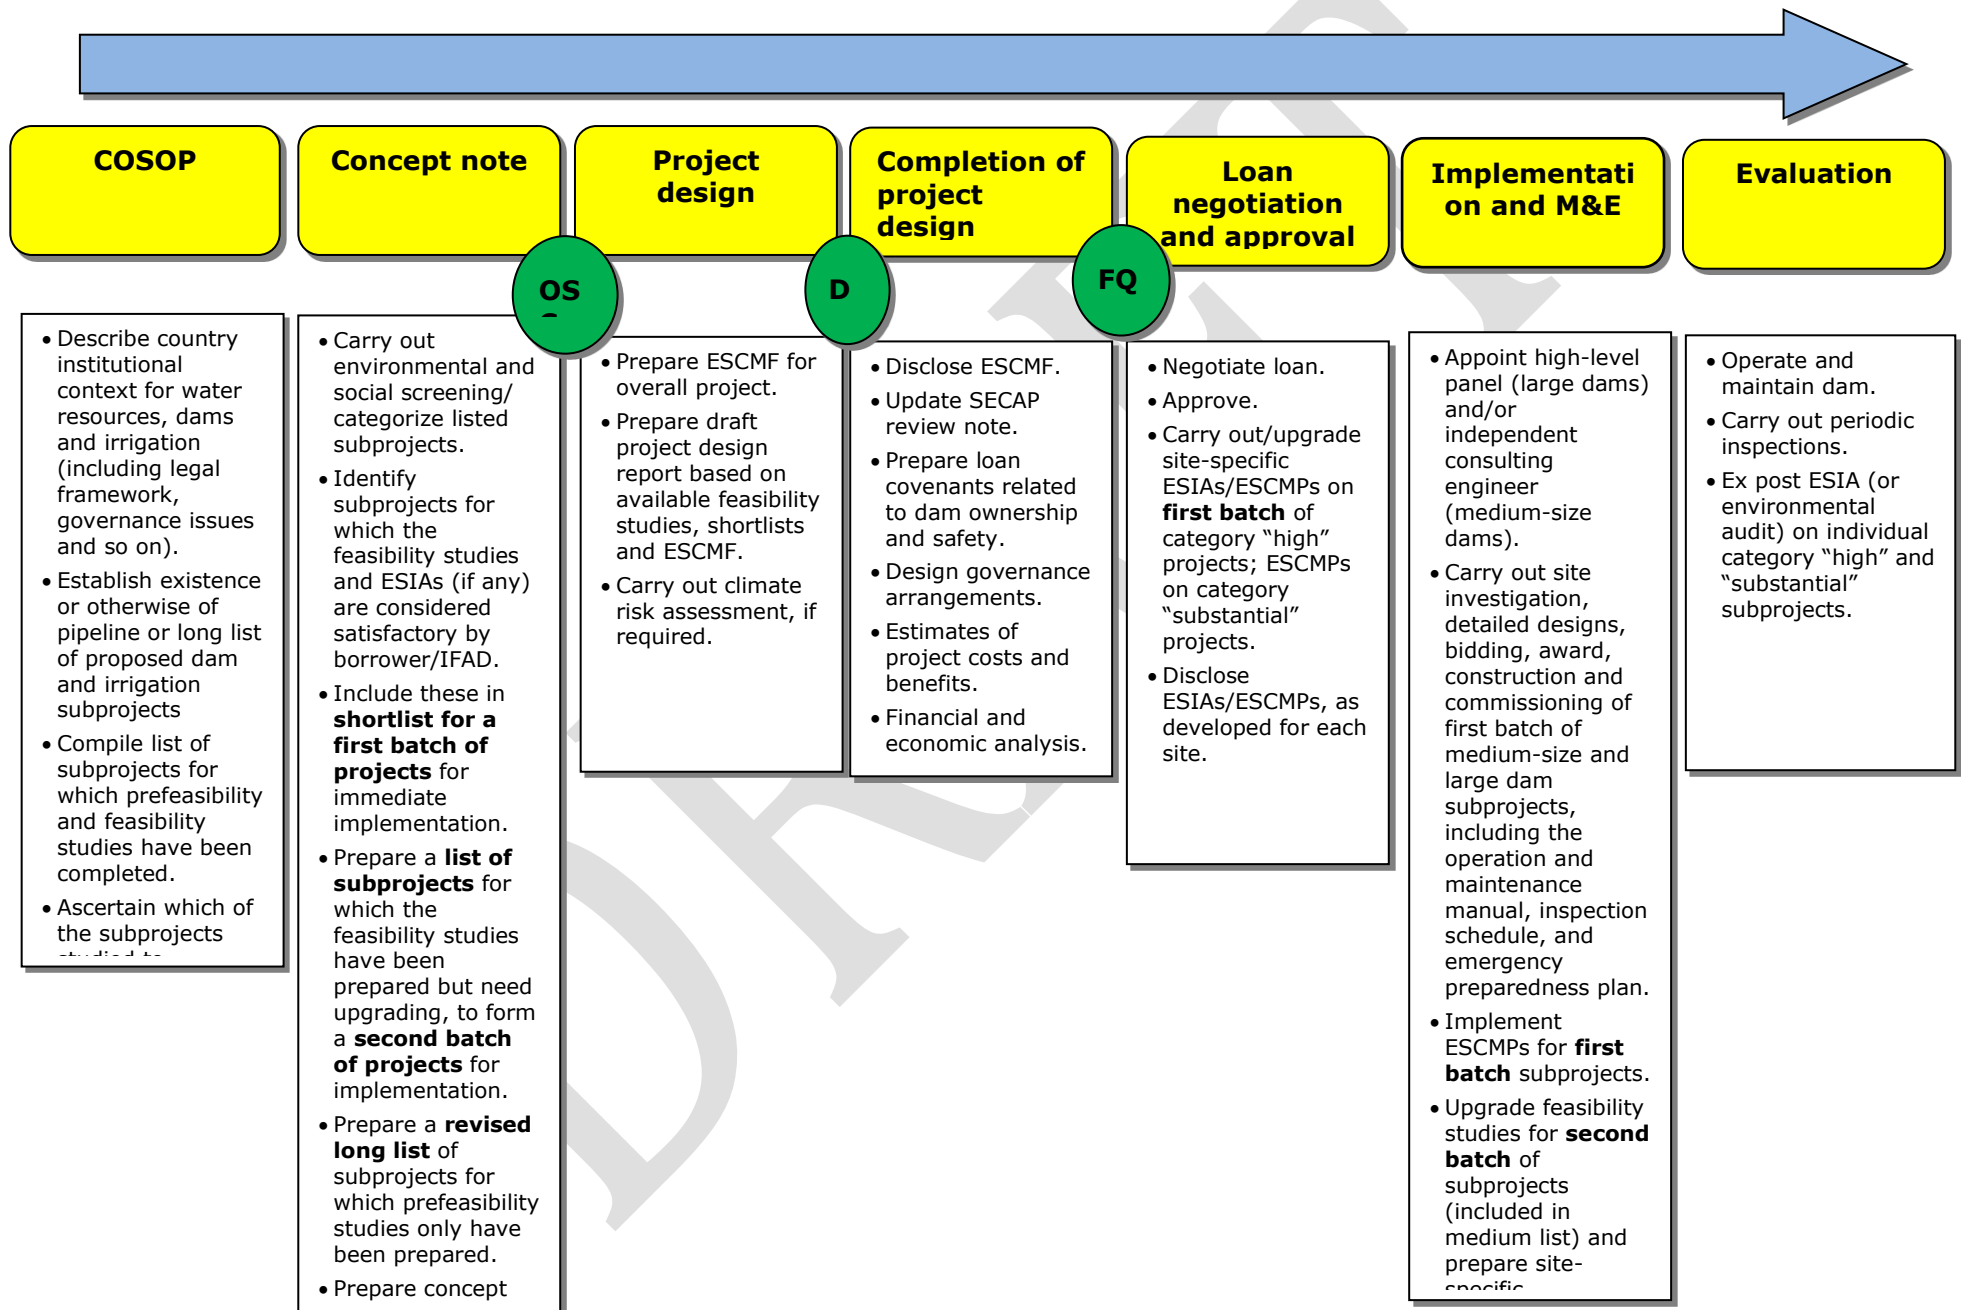 COSOP
Concept note
Project
design
Completion of
project
design
Loan
negotiation
and approval
Implementati
on and M&E
Evaluation
OS
D
FQ
• Describe country
institutional
context for water
resources, dams
and irrigation
(including legal
framework,
governance issues
and so on).
• Establish existence
or otherwise of
pipeline or long list
of proposed dam
and irrigation
subprojects
• Compile list of
subprojects for
which prefeasibility
and feasibility
studies have been
completed.
• Ascertain which of
the subprojects
studied to
• Carry out
environmental and
social screening/
categorize listed
subprojects.
• Identify
subprojects for
which the
feasibility studies
and ESIAs (if any)
are considered
satisfactory by
borrower/IFAD.
• Include these in
shortlist for a
first batch of
projects for
immediate
implementation.
• Prepare a list of
subprojects for
which the
feasibility studies
have been
prepared but need
upgrading, to form
a second batch
of projects for
implementation.
• Prepare a revised
long list of
subprojects for
which prefeasibility
studies only have
been prepared.
• Prepare concept
• Prepare ESCMF for
overall project.
• Prepare draft
project design
report based on
available feasibility
studies, shortlists
and ESCMF.
• Carry out climate
risk assessment, if
required.
• Disclose ESCMF.
• Update SECAP
review note.
• Prepare loan
covenants related
to dam ownership
and safety.
• Design governance
arrangements.
• Estimates of
project costs and
benefits.
• Financial and
economic analysis.
• Negotiate loan.
• Approve.
• Carry out/upgrade
site-specific
ESIAs/ESCMPs on
first batch of
category “high”
projects; ESCMPs
on category
“substantial”
projects.
• Disclose
ESIAs/ESCMPs, as
developed for each
site.
• Appoint high-level
panel (large dams)
and/or
independent
consulting
engineer
(medium-size
dams).
• Carry out site
investigation,
detailed designs,
bidding, award,
construction and
commissioning of
first batch of
medium-size and
large dam
subprojects,
including the
operation and
maintenance
manual, inspection
schedule, and
emergency
preparedness plan.
• Implement
ESCMPs for first
batch subprojects.
• Upgrade feasibility
studies for second
batch of
subprojects
(included in
medium list) and
prepare site-
specific
• Operate and
maintain dam.
• Carry out periodic
inspections.
• Ex post ESIA (or
environmental
audit) on individual
category “high” and
“substantial”
subprojects.
DRAFT